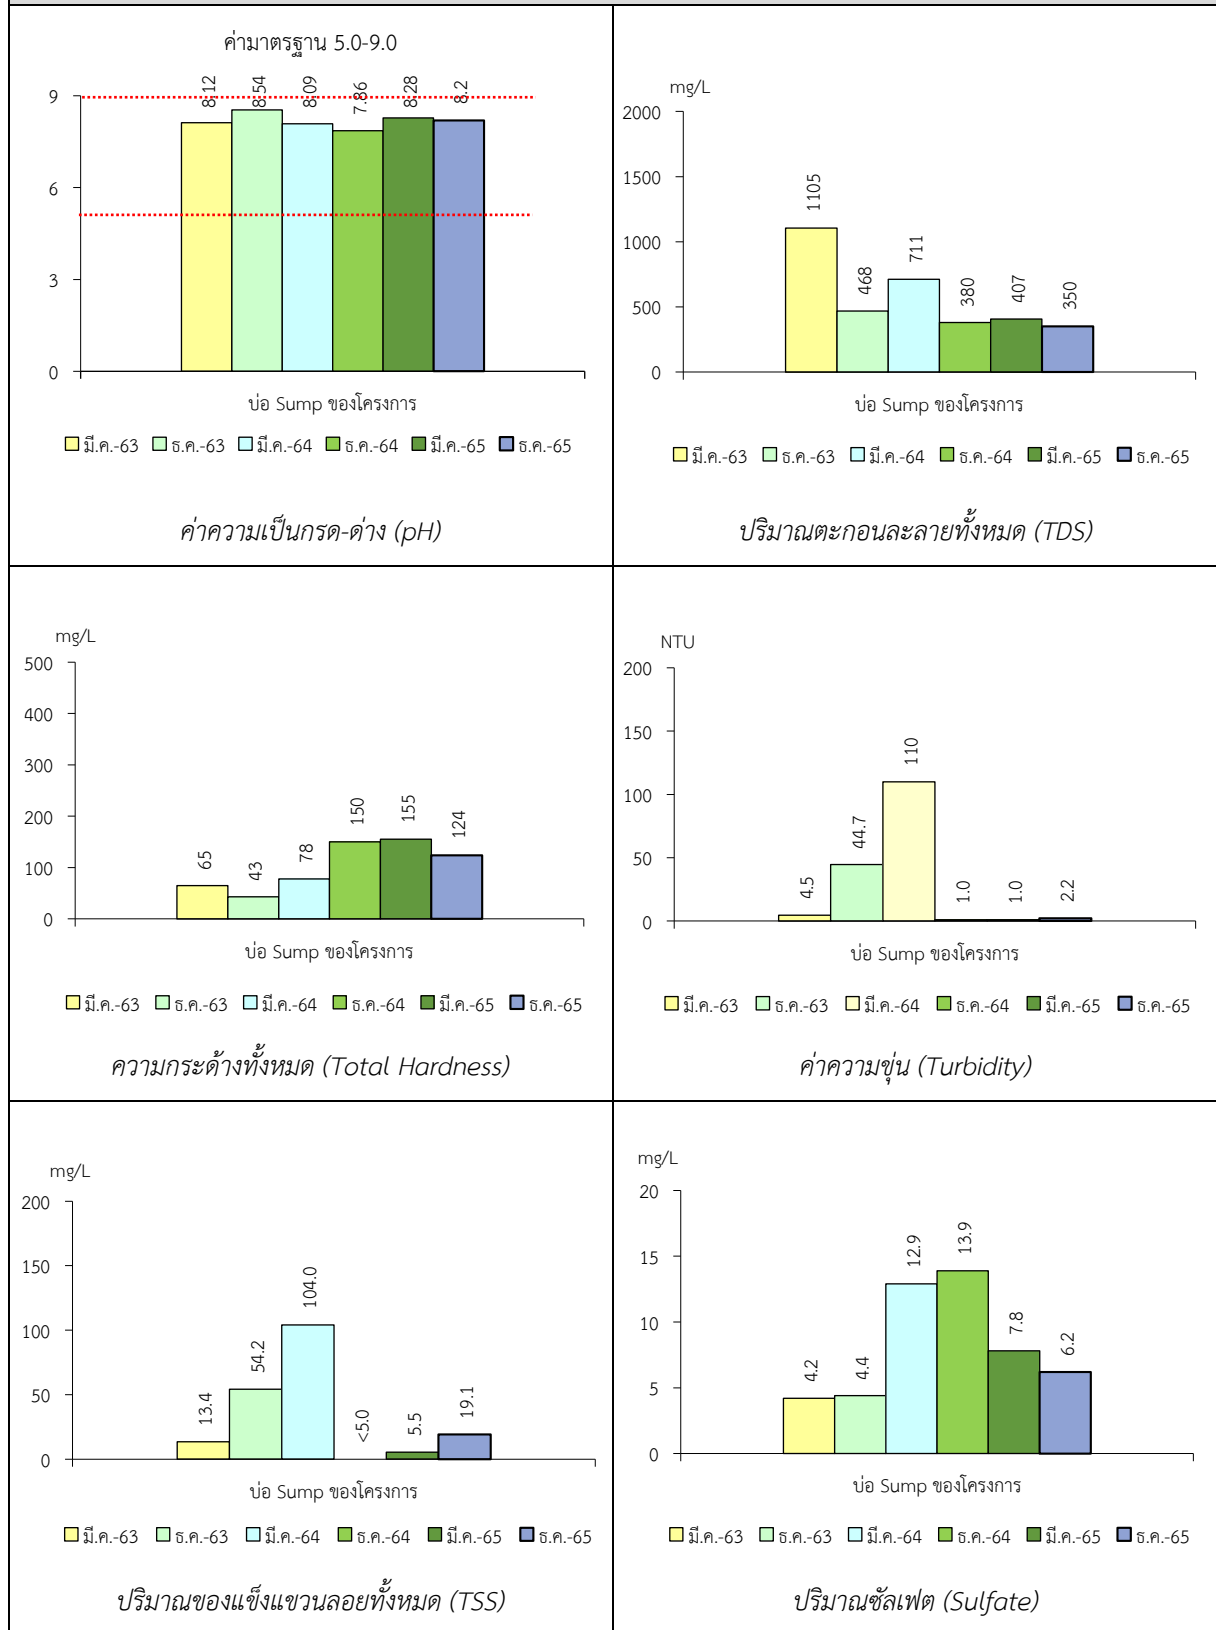 ค่ามาตรฐาน 5.0-9.0
9
6
3
0
8.12
8.54
8.09
7.86
8.28
8.2
บ่อ Sump ของโครงการ
มี.ค.-63 ธ.ค.-63 มี.ค.-64 ธ.ค.-64 มี.ค.-65 ธ.ค.-65
ค่าความเป็นกรด-ด่าง (pH)
mg/L
2000
1500
1000
500
0
1105
468
711
380
407
350
บ่อ Sump ของโครงการ
มี.ค.-63 ธ.ค.-63 มี.ค.-64 ธ.ค.-64 มี.ค.-65 ธ.ค.-65
ปริมาณตะกอนละลายทั้งหมด (TDS)
mg/L
500
400
300
200
100
0
65
43
78
150
155
124
บ่อ Sump ของโครงการ
มี.ค.-63 ธ.ค.-63 มี.ค.-64 ธ.ค.-64 มี.ค.-65 ธ.ค.-65
ความกระด้างทั้งหมด (Total Hardness)
NTU
200
150
100
50
0
4.5
44.7
110
1.0
1.0
2.2
บ่อ Sump ของโครงการ
มี.ค.-63 ธ.ค.-63 มี.ค.-64 ธ.ค.-64 มี.ค.-65 ธ.ค.-65
ค่าความขุ่น (Turbidity)
mg/L
200
150
100
50
0
13.4
54.2
104.0
<5.0
5.5
19.1
บ่อ Sump ของโครงการ
มี.ค.-63 ธ.ค.-63 มี.ค.-64 ธ.ค.-64 มี.ค.-65 ธ.ค.-65
ปริมาณของแข็งแขวนลอยทั้งหมด (TSS)
mg/L
20
15
10
5
0
4.2
4.4
12.9
13.9
7.8
6.2
บ่อ Sump ของโครงการ
มี.ค.-63 ธ.ค.-63 มี.ค.-64 ธ.ค.-64 มี.ค.-65 ธ.ค.-65
ปริมาณซัลเฟต (Sulfate)